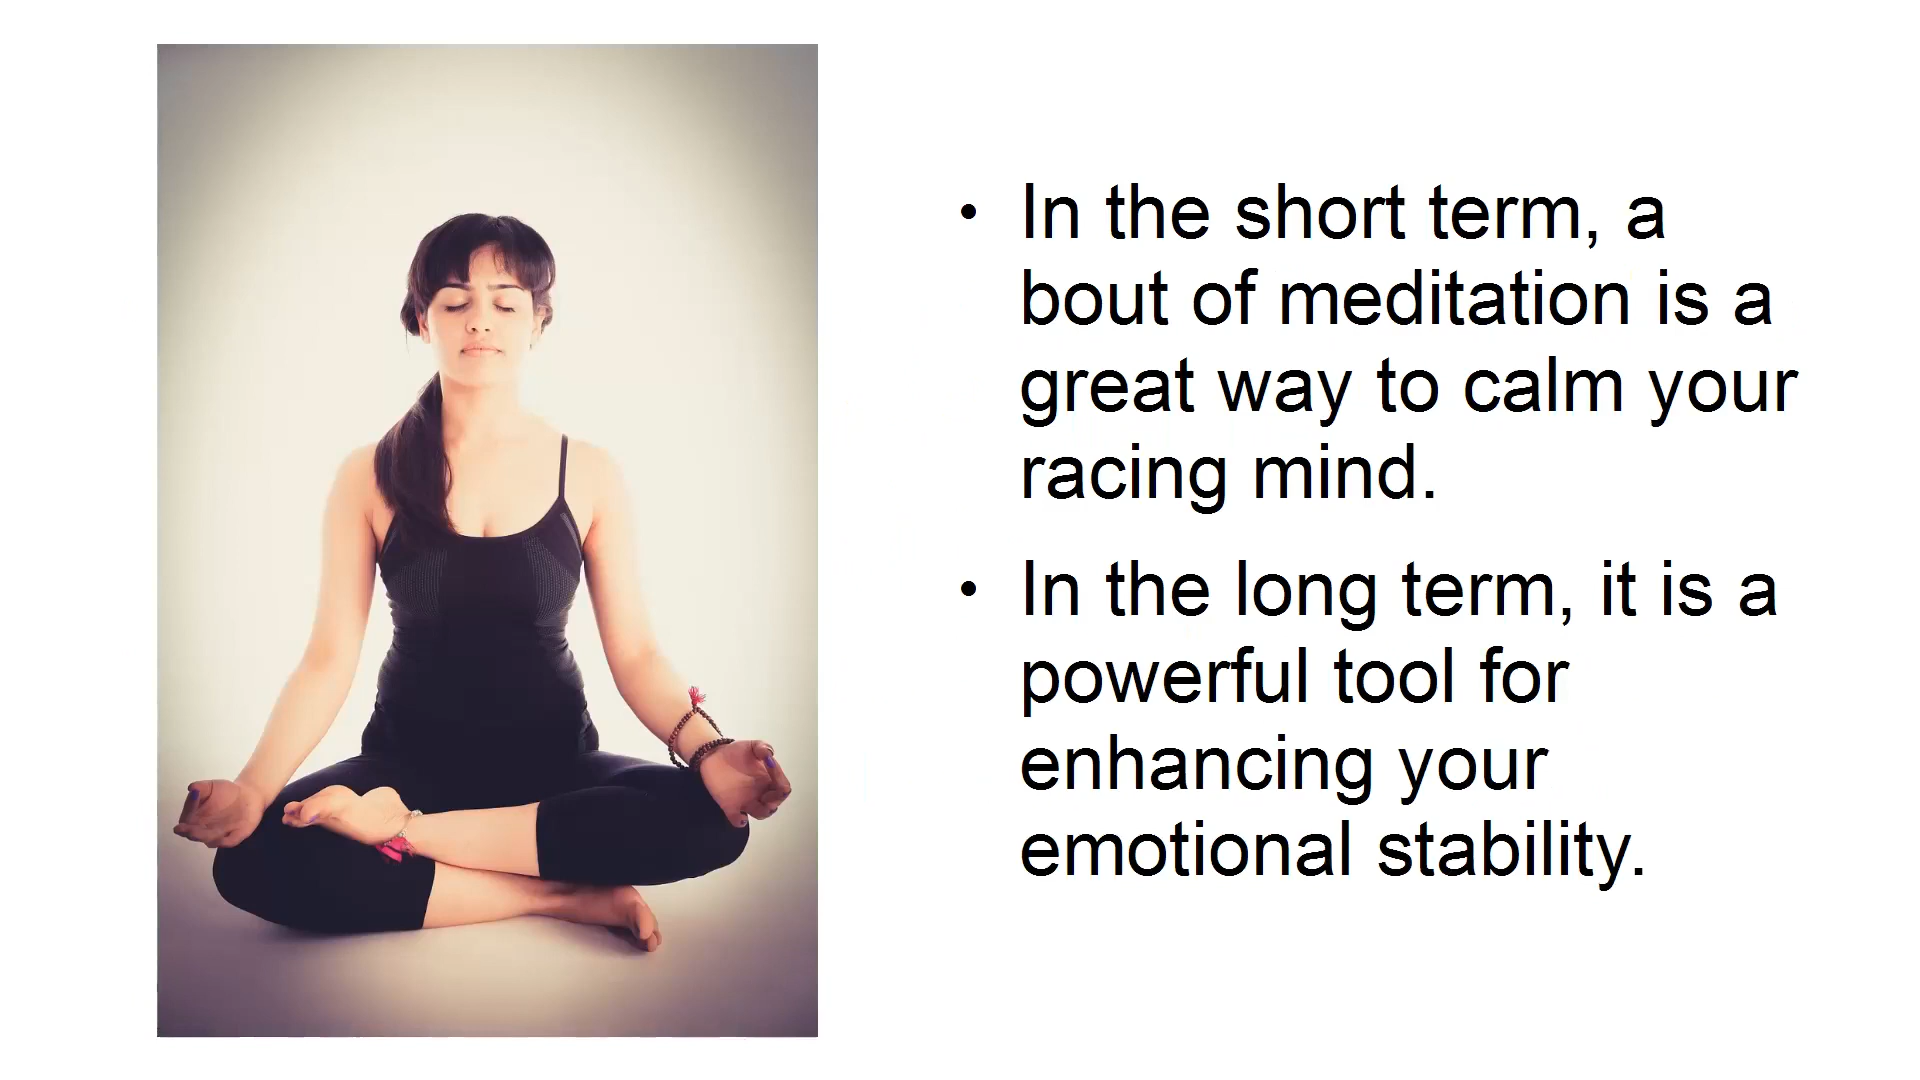 • In the short term, a
bout of meditation is a
great way to calm your
racing mind.
• In the long term, it is a
powerful tool for
enhancing your
emotional stability.